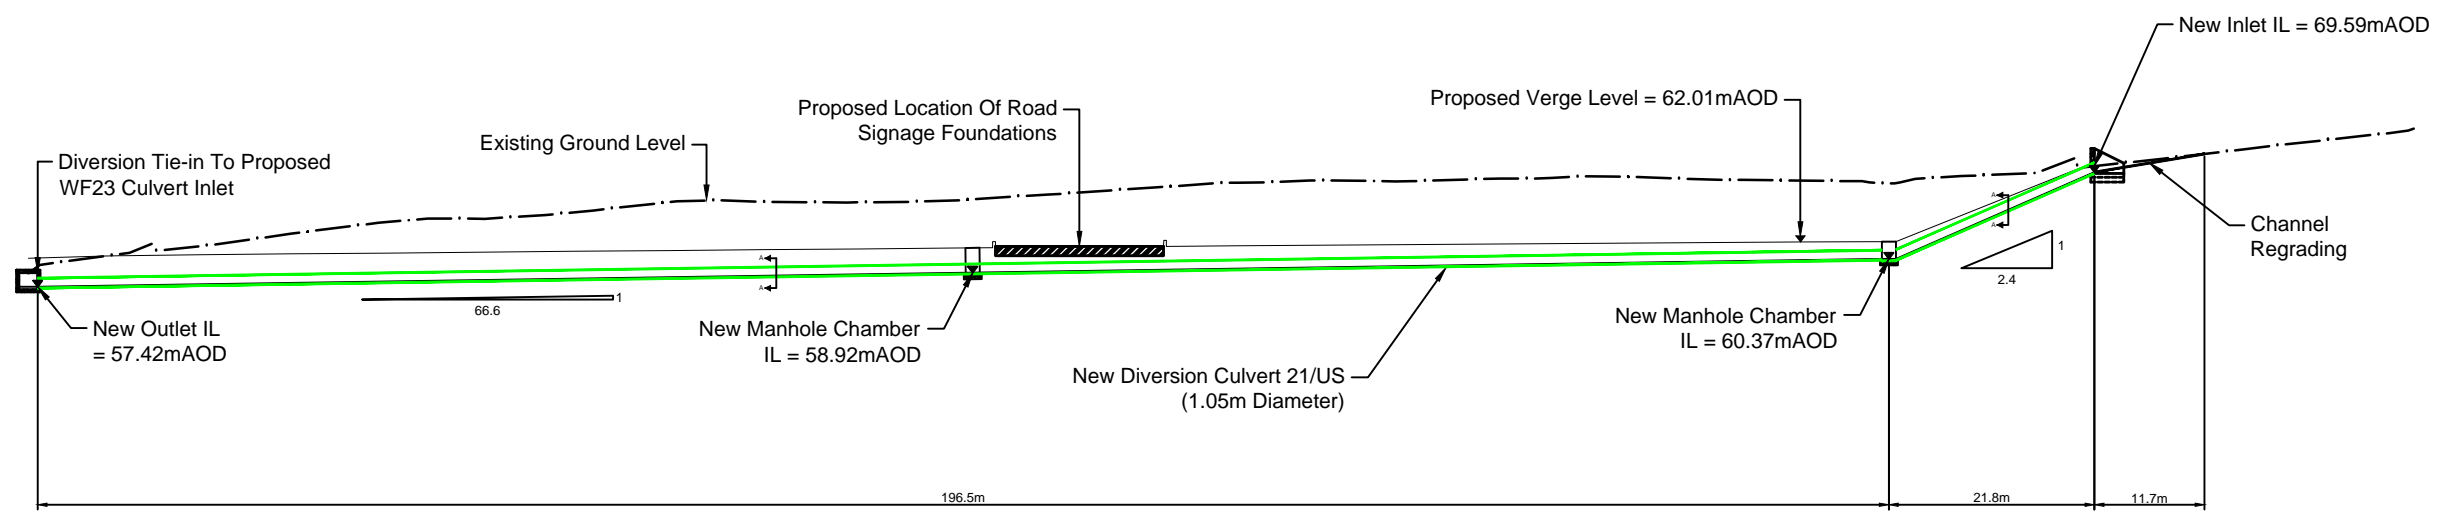 New Inlet IL = 69.59mAOD
Proposed Location Of Road
Signage Foundations
Proposed Verge Level = 62.01mAOD
Existing Ground Level
Diversion Tie-in To Proposed
WF23 Culvert Inlet
A
A
A
A
Channel
Regrading
1
2.4
1
66.6
New Outlet IL
= 57.42mAOD
New Manhole Chamber
IL = 58.92mAOD
New Manhole Chamber
IL = 60.37mAOD
New Diversion Culvert 21/US
(1.05m Diameter)
196.5m
21.8m
11.7m